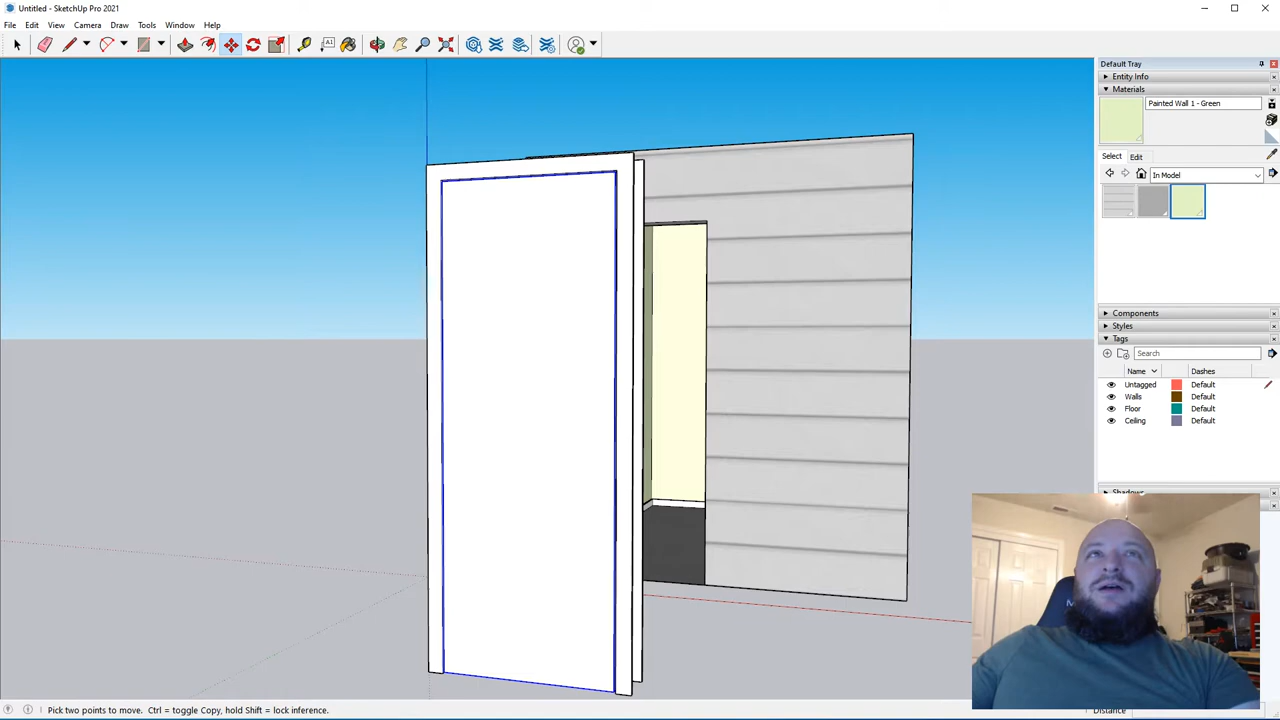 Untitled - SketchUp Pro 2021
File Edit View Camera Draw Tools Window Help
Default Tray
Entity Info
Materials
Painted Wall 1 - Green
Select Edit
In Model
Components
Styles
Tags
Search
Name Dashes
Untagged Default
Walls Default
Floor Default
Ceiling Default
Shadows
Pick two points to move. Ctrl = toggle Copy, hold Shift = lock inference.
Distance